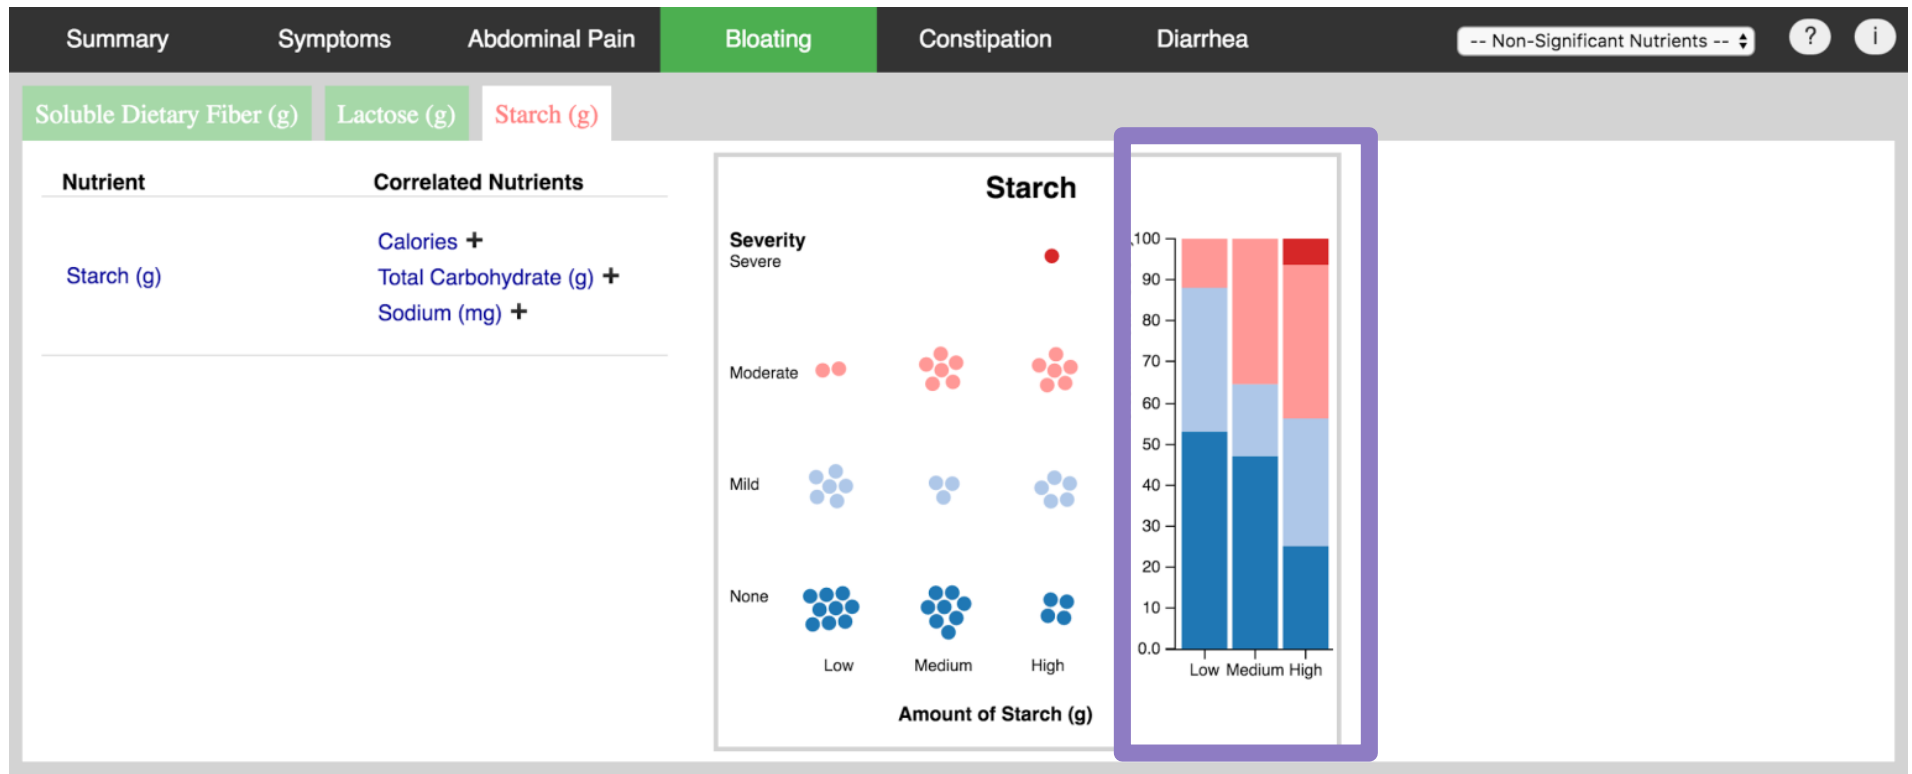 Summary Symptoms Abdominal Pain Bloating Constipation Diarrhea -- Non-Significant Nutrients -- ? i
Soluble Dietary Fiber (g) Lactose (g) Starch (g)
Nutrient Correlated Nutrients
Starch (g)
Calories +
Total Carbohydrate (g) +
Sodium (mg) +
Starch
Severity
Severe
Moderate
Mild
None
Low Medium High
Amount of Starch (g)
100
90
80
70
60
50
40
30
20
10
0.0
Low Medium High